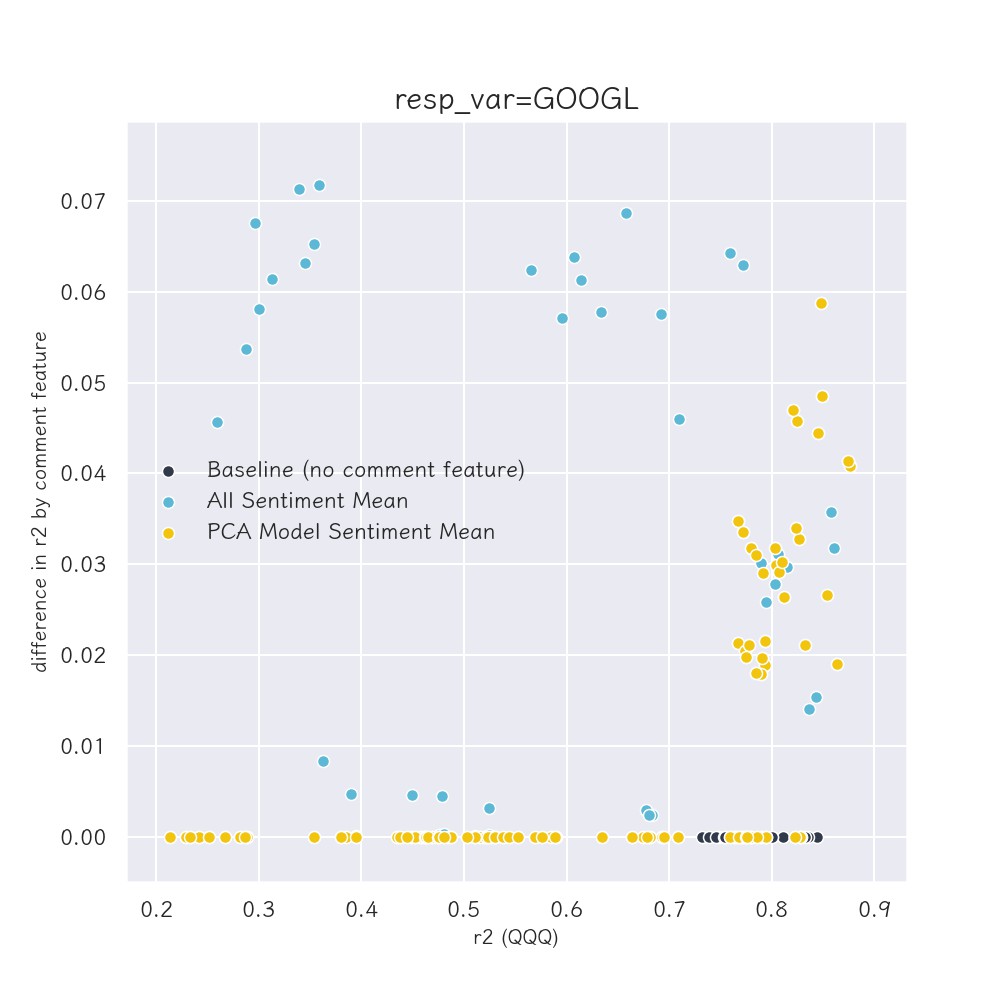 resp_var=GOOGL
0.07
0.06
0.05
0.04
0.03
0.02
0.01
0.00
difference in r2 by comment feature
Baseline (no comment feature)
All Sentiment Mean
PCA Model Sentiment Mean
0.2 0.3 0.4 0.5 0.6 0.7 0.8 0.9
r2 (QQQ)